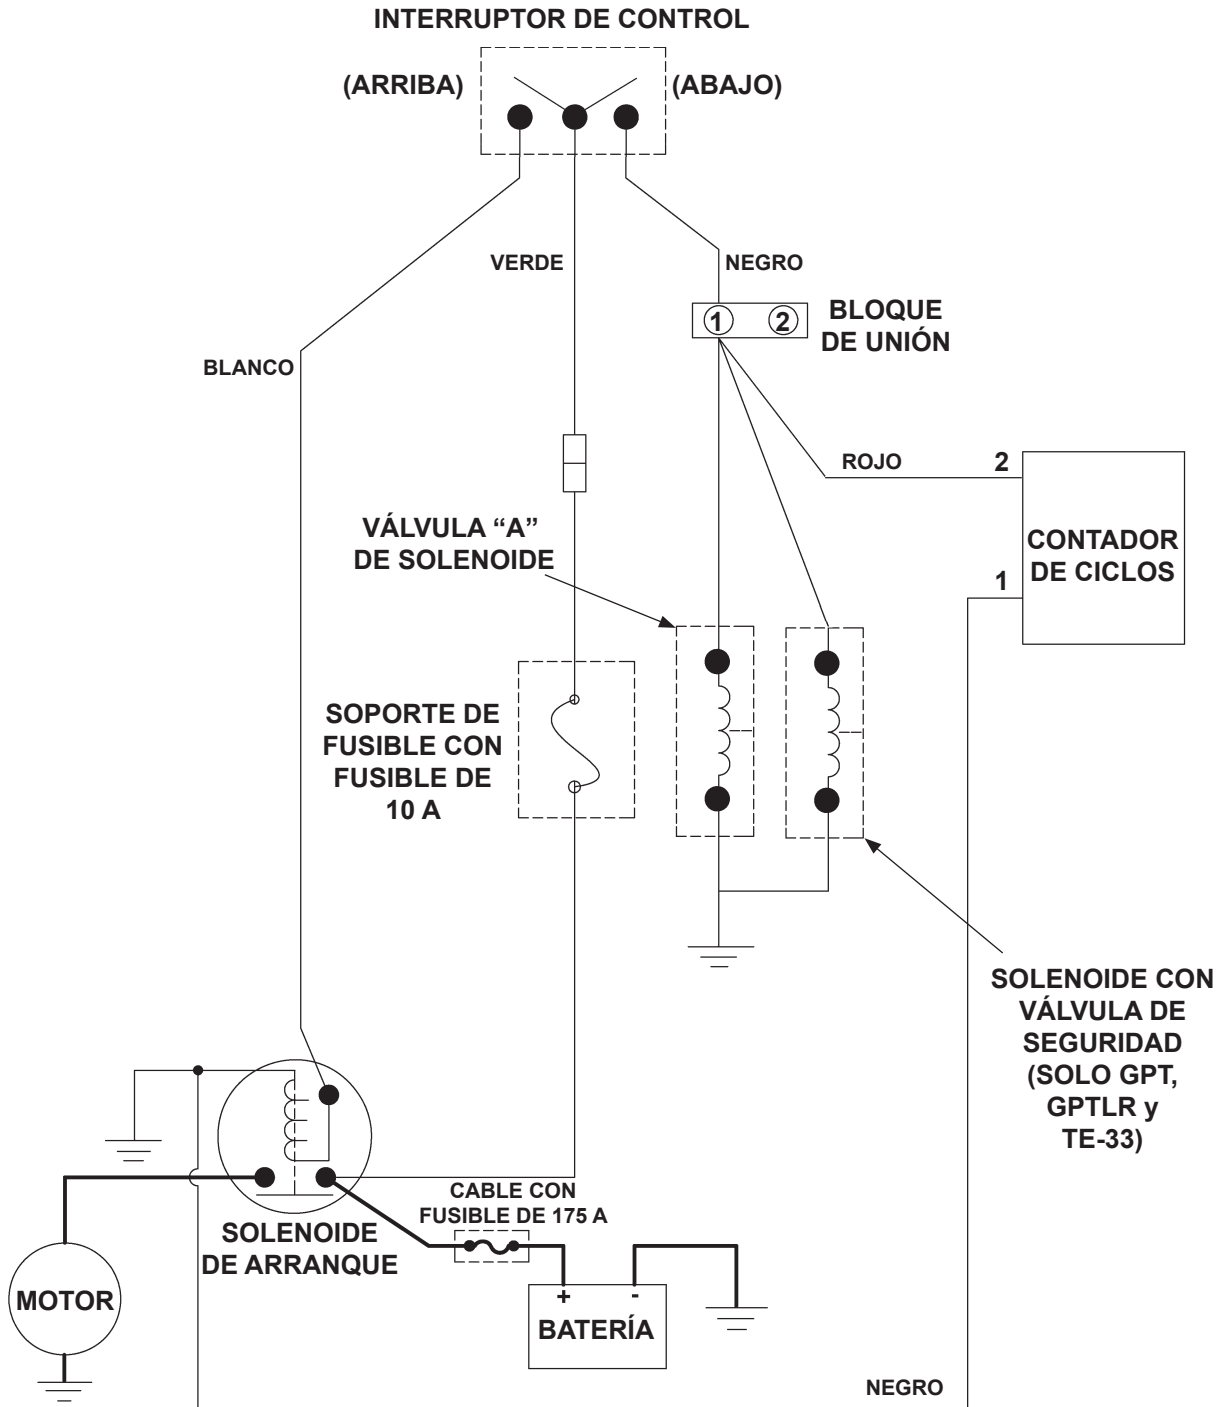 INTERRUPTOR DE CONTROL
(ARRIBA)
(ABAJO)
VERDE
NEGRO
1
2
BLOQUE
DE UNIÓN
BLANCO
ROJO
2
VÁLVULA “A”
DE SOLENOIDE
CONTADOR
DE CICLOS
1
SOPORTE DE
FUSIBLE CON
FUSIBLE DE
10 A
SOLENOIDE CON
VÁLVULA DE
SEGURIDAD
(SOLO GPT,
GPTLR y
TE-33)
CABLE CON
FUSIBLE DE 175 A
SOLENOIDE
DE ARRANQUE
MOTOR
+
-
BATERÍA
NEGRO